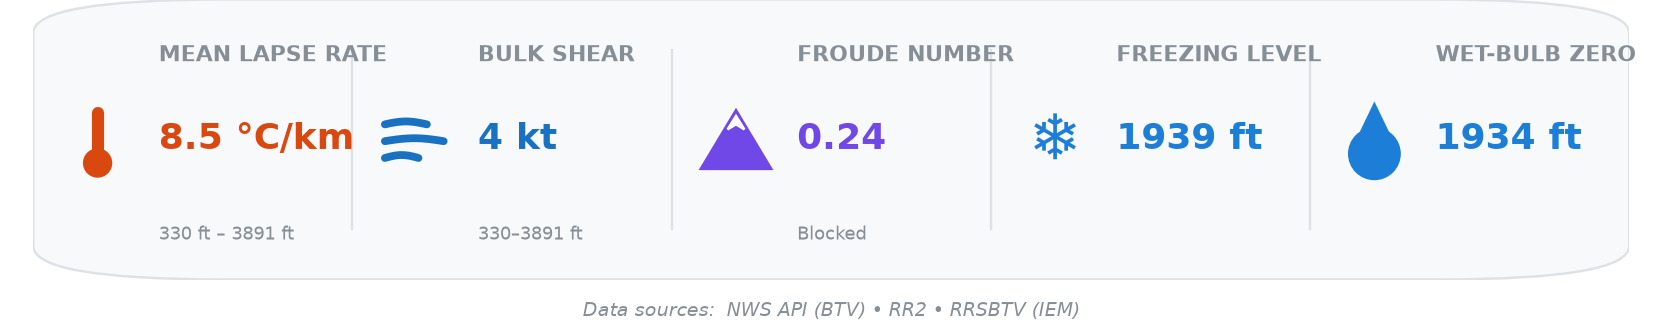 MEAN LAPSE RATE
8.5 °C/km
330 ft – 3891 ft
BULK SHEAR
4 kt
330–3891 ft
FROUDE NUMBER
0.24
Blocked
FREEZING LEVEL
1939 ft
WET-BULB ZERO
1934 ft
Data sources: NWS API (BTV) • RR2 • RRSBTV (IEM)